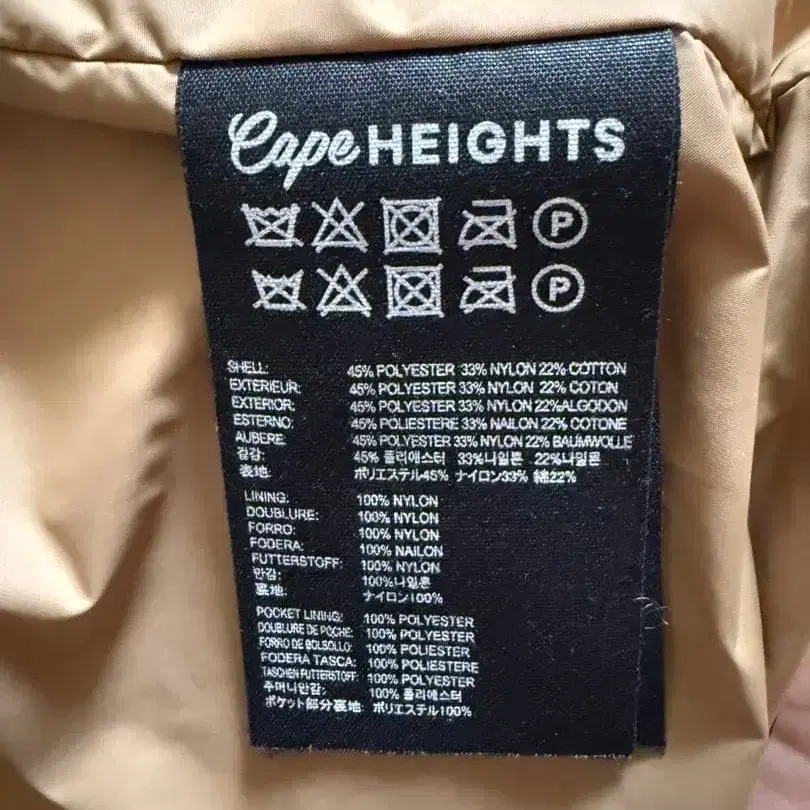 Cape HEIGHTS
P
P
SHELL: 45% POLYESTER 33% NYLON 22% COTTON
EXTERIEUR: 45% POLYESTER 33% NYLON 22% COTON
EXTERIOR: 45% POLYESTER 33% NYLON 22%ALGODON
ESTERNO: 45% POLIESTERE 33% NAILON 22% COTONE
AUBERE: 45% POLYESTER 33% NYLON 22% BAUMWOLLE
겉감: 45% 폴리에스터 33%나일론 22%나일론
表地: ポリエステル45% ナイロン33% 綿22%
LINING: 100% NYLON
DOUBLURE: 100% NYLON
FORRO: 100% NYLON
FODERA: 100% NAILON
FUTTERSTOFF: 100% NYLON
안감: 100%나일론
裏地: ナイロン100%
POCKET LINING: 100% POLYESTER
DOUBLURE DE POCHE: 100% POLYESTER
FORRO DE BOLSOLLO: 100% POLIESTER
FODERA TASCA: 100% POLIESTERE
TASCHEN FUTTERSTOFF: 100% POLYESTER
주머니안감: 100% 폴리에스터
ポケット部分裏地: ポリエステル100%